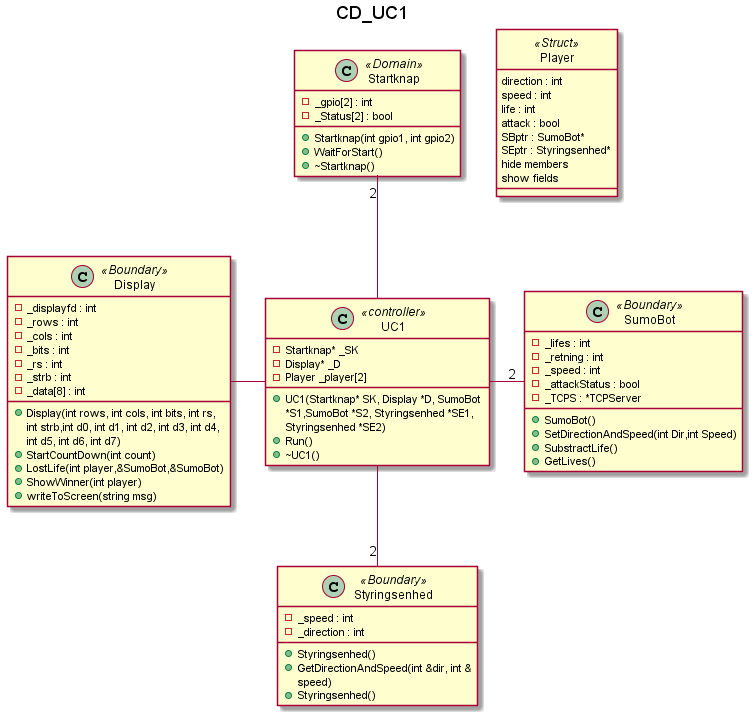 CD_UC1
C «Domain»
Startknap
_gpio[2] : int
_Status[2] : bool
Startknap(int gpio1, int gpio2)
WaitForStart()
~Startknap()
«Struct»
Player
direction : int
speed : int
life : int
attack : bool
SBptr : SumoBot*
SEptr : Styringsenhed*
hide members
show fields
2
C «Boundary»
Display
_displayfd : int
_rows : int
_cols : int
_bits : int
_rs : int
_strb : int
_data[8] : int
Display(int rows, int cols, int bits, int rs,
int strb,int d0, int d1, int d2, int d3, int d4,
int d5, int d6, int d7)
StartCountDown(int count)
LostLife(int player,&SumoBot,&SumoBot)
ShowWinner(int player)
writeToScreen(string msg)
C «controller»
UC1
Startknap* _SK
Display* _D
Player _player[2]
UC1(Startknap* SK, Display *D, SumoBot
*S1,SumoBot *S2, Styringsenhed *SE1,
Styringsenhed *SE2)
Run()
~UC1()
2
C «Boundary»
SumoBot
_lifes : int
_retning : int
_speed : int
_attackStatus : bool
_TCPS : *TCPServer
SumoBot()
SetDirectionAndSpeed(int Dir,int Speed)
SubstractLife()
GetLives()
2
C «Boundary»
Styringsenhed
_speed : int
_direction : int
Styringsenhed()
GetDirectionAndSpeed(int &dir, int &
speed)
Styringsenhed()